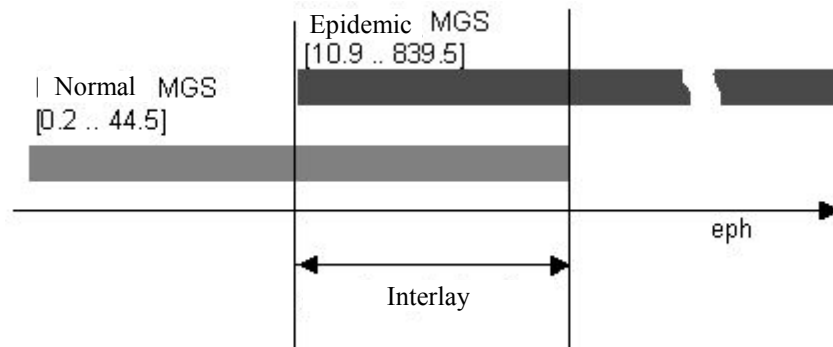 Epidemic MGS
[10.9 .. 839.5]
Normal MGS
[0.2 .. 44.5]
eph
Interlay